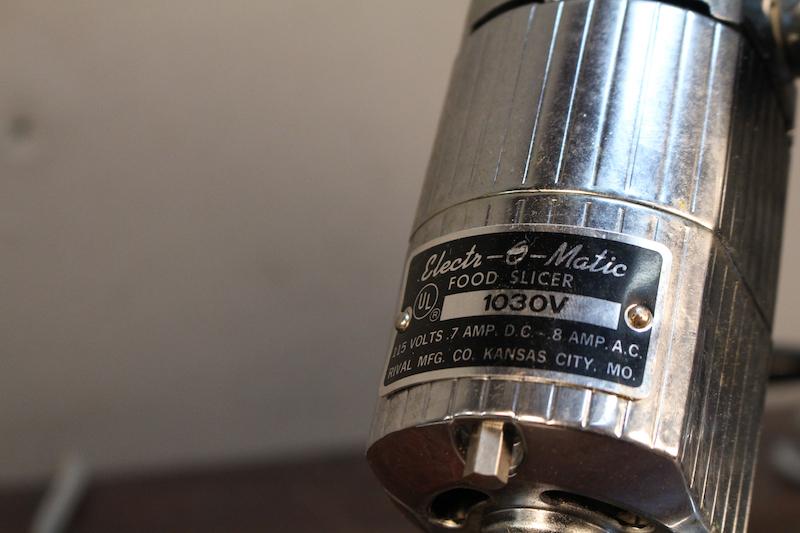 Electr-O-Matic
FOOD SLICER
UL ® 1030V
115 VOLTS .7 AMP. D.C.-.8 AMP. A.C.
RIVAL MFG. CO. KANSAS CITY, MO.